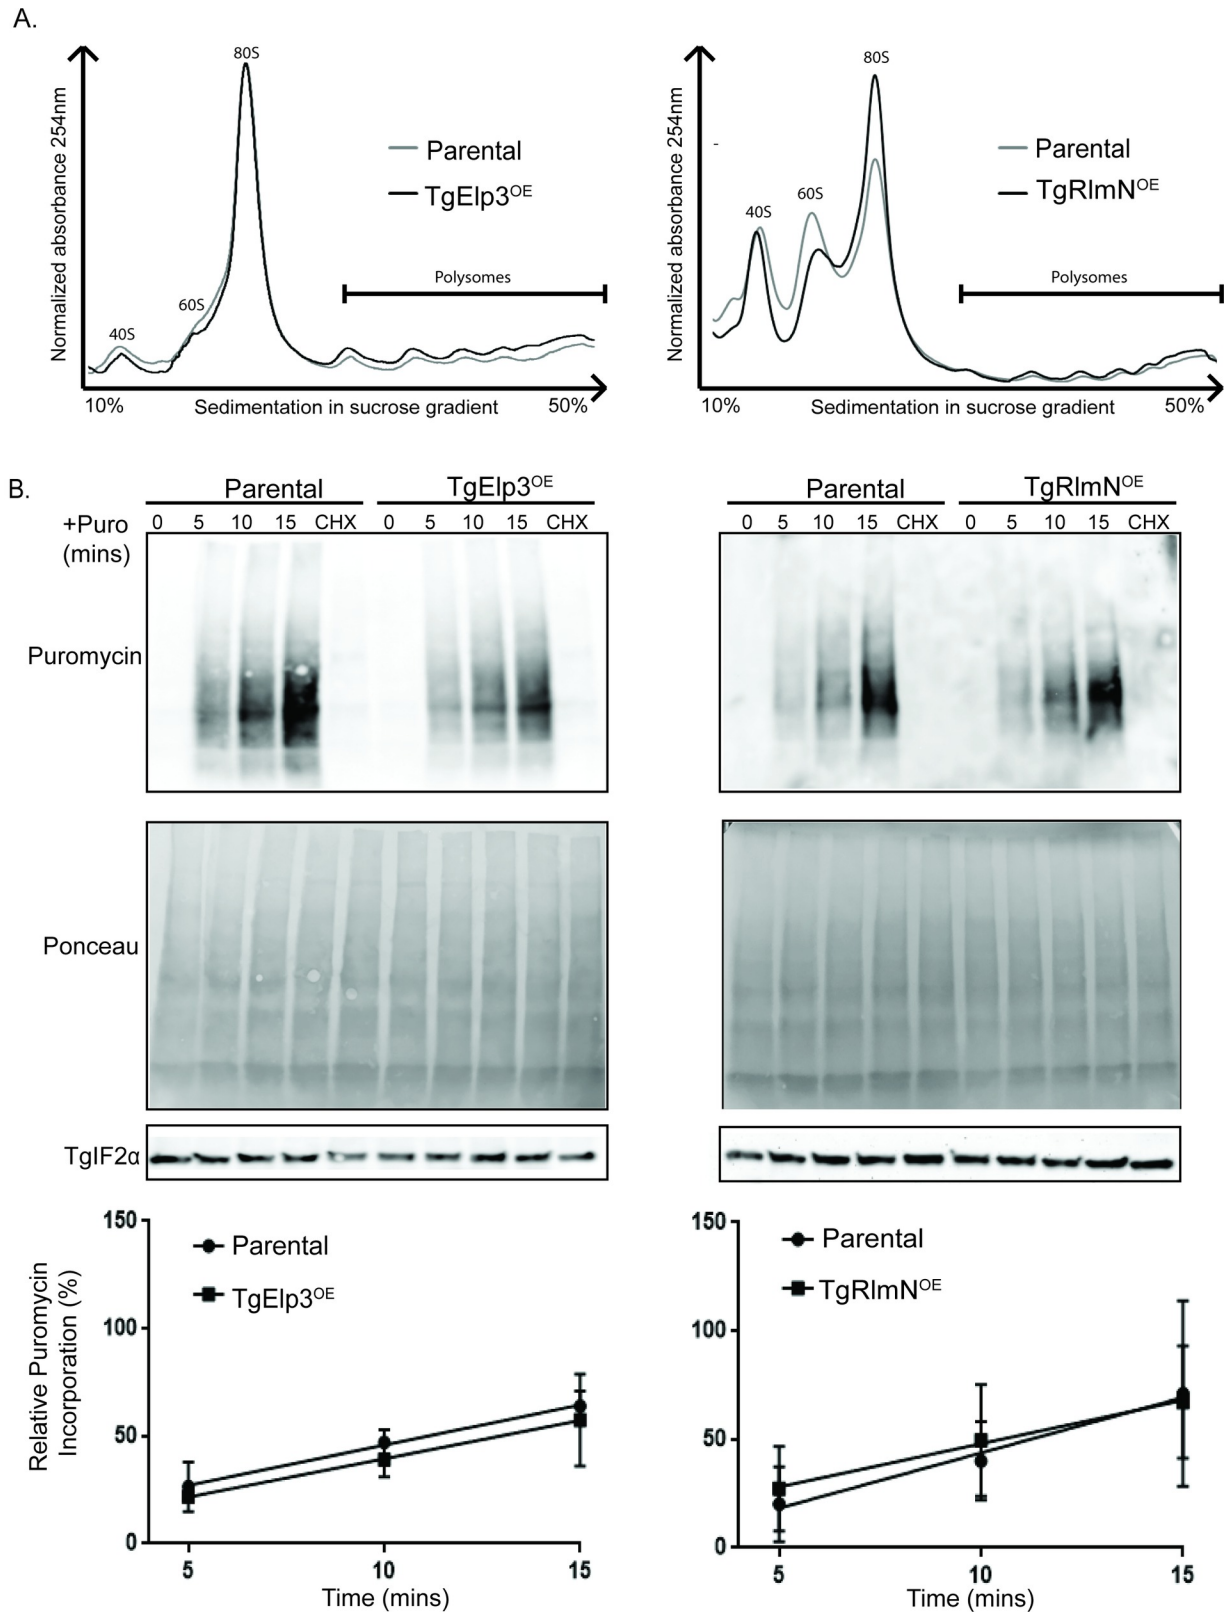 A.
80S
60S
40S
Parental
TgElp3OE
Polysomes
Normalized absorbance 254nm
10% Sedimentation in sucrose gradient 50%
80S
60S
40S
Parental
TgRlmNOE
Polysomes
Normalized absorbance 254nm
10% Sedimentation in sucrose gradient 50%
B.
Parental TgElp3OE
+Puro
(mins)
0 5 10 15 CHX 0 5 10 15 CHX
Parental TgRlmNOE
0 5 10 15 CHX 0 5 10 15 CHX
Puromycin
Ponceau
TgIF2α
Relative Puromycin
Incorporation (%)
150
100
50
0
Parental
TgElp3OE
5 10 15
Time (mins)
150
100
50
0
Parental
TgRlmNOE
5 10 15
Time (mins)